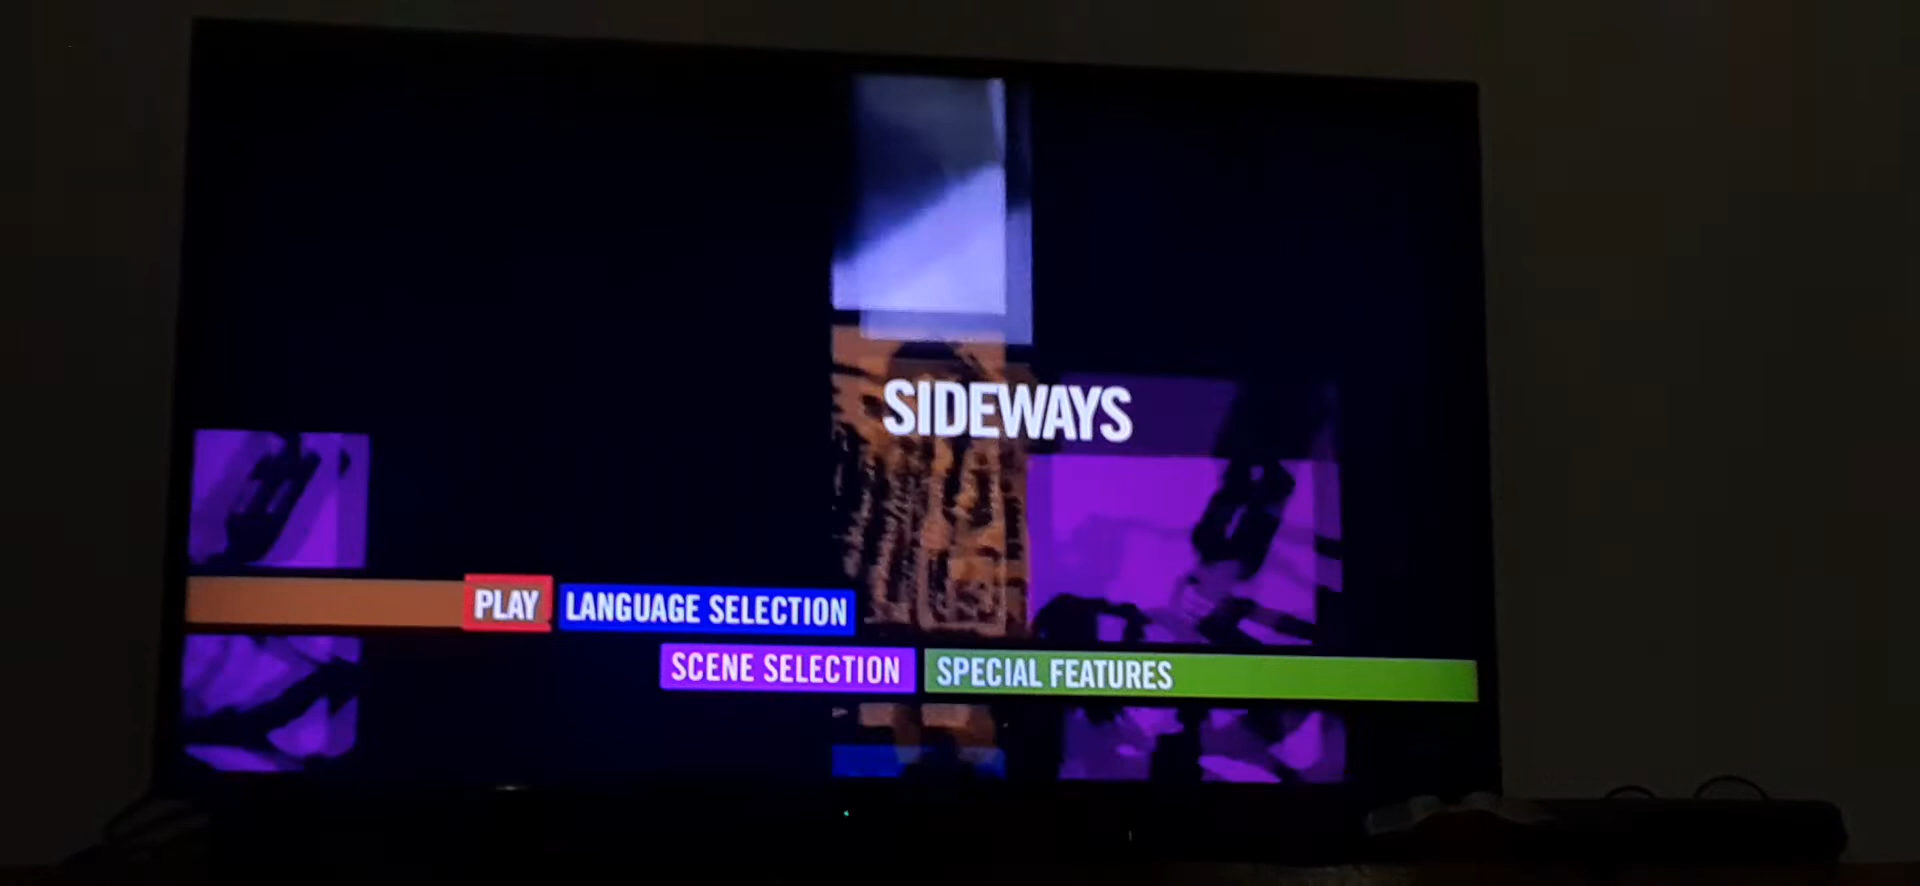 SIDEWAYS
PLAY
LANGUAGE SELECTION
SCENE SELECTION
SPECIAL FEATURES